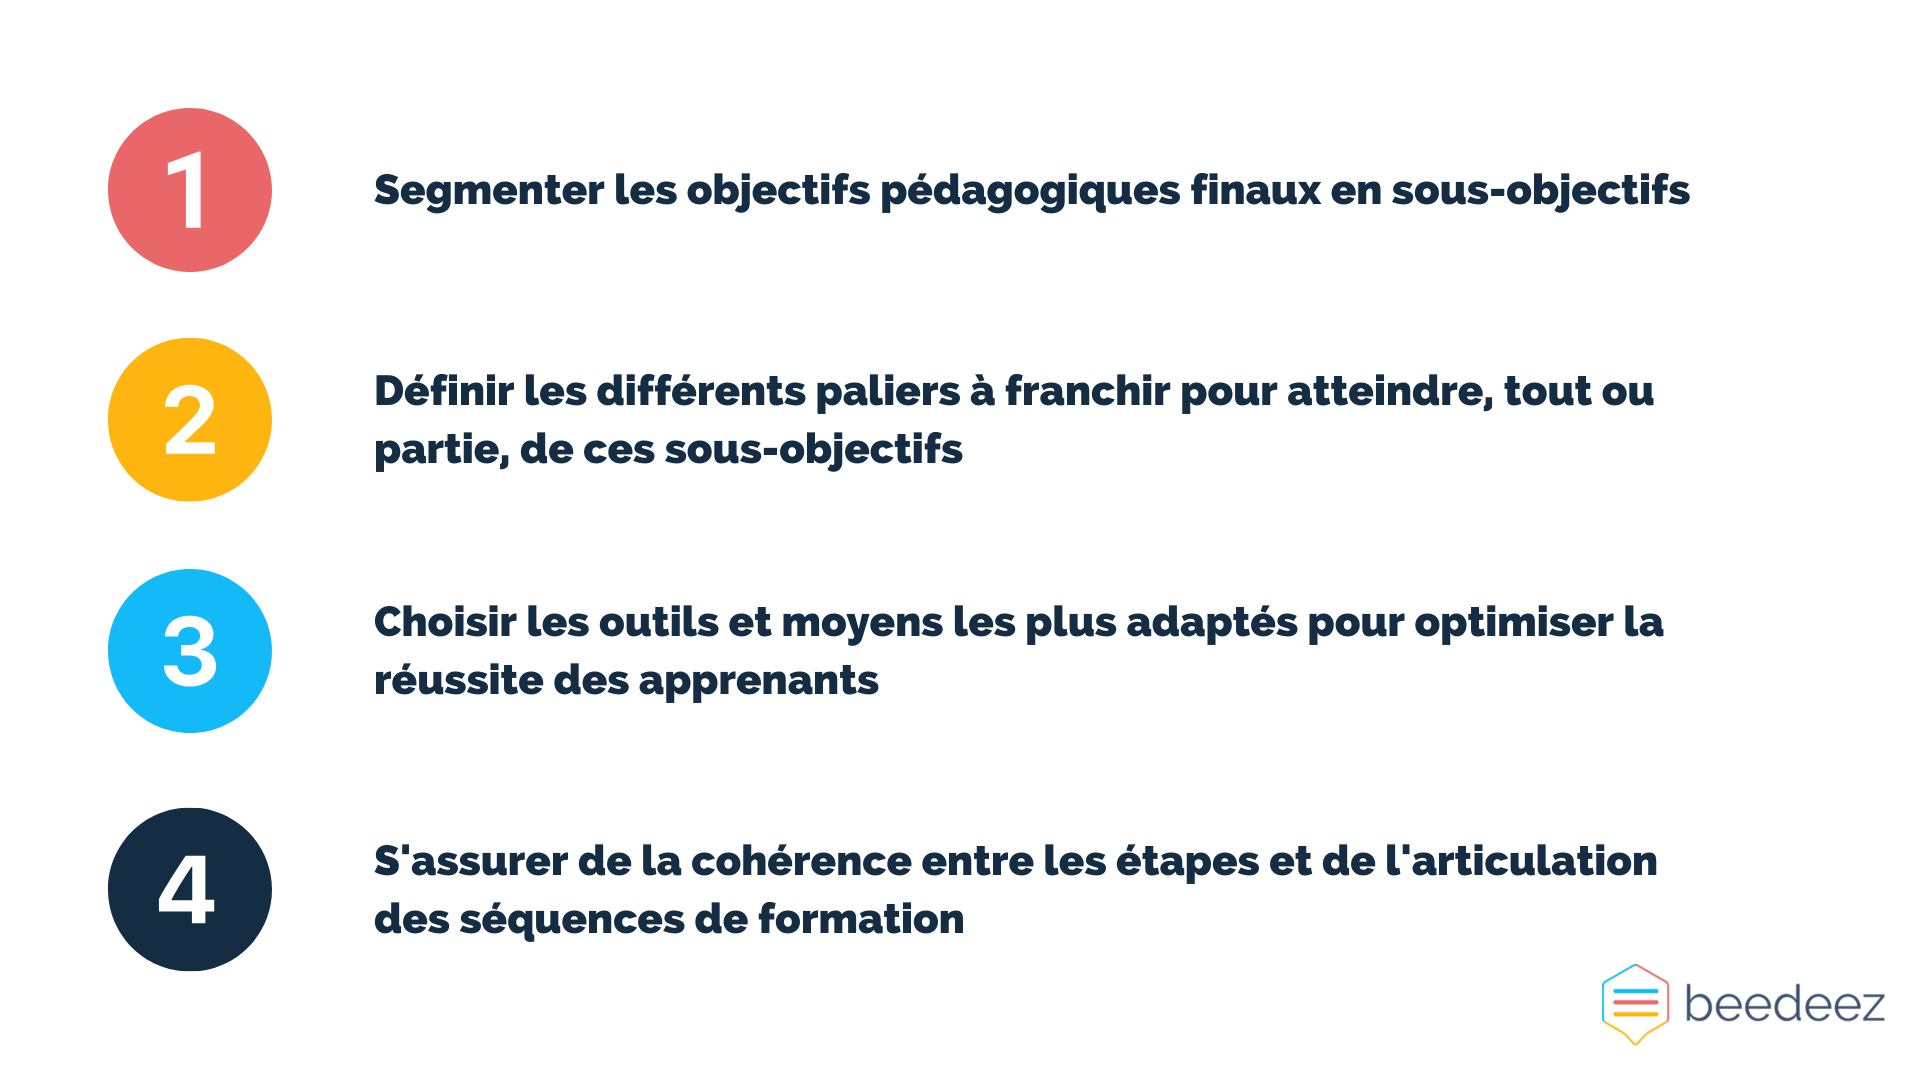 1
Segmenter les objectifs pédagogiques finaux en sous-objectifs
2
Définir les différents paliers à franchir pour atteindre, tout ou
partie, de ces sous-objectifs
3
Choisir les outils et moyens les plus adaptés pour optimiser la
réussite des apprenants
4
S'assurer de la cohérence entre les étapes et de l'articulation
des séquences de formation
beedeez